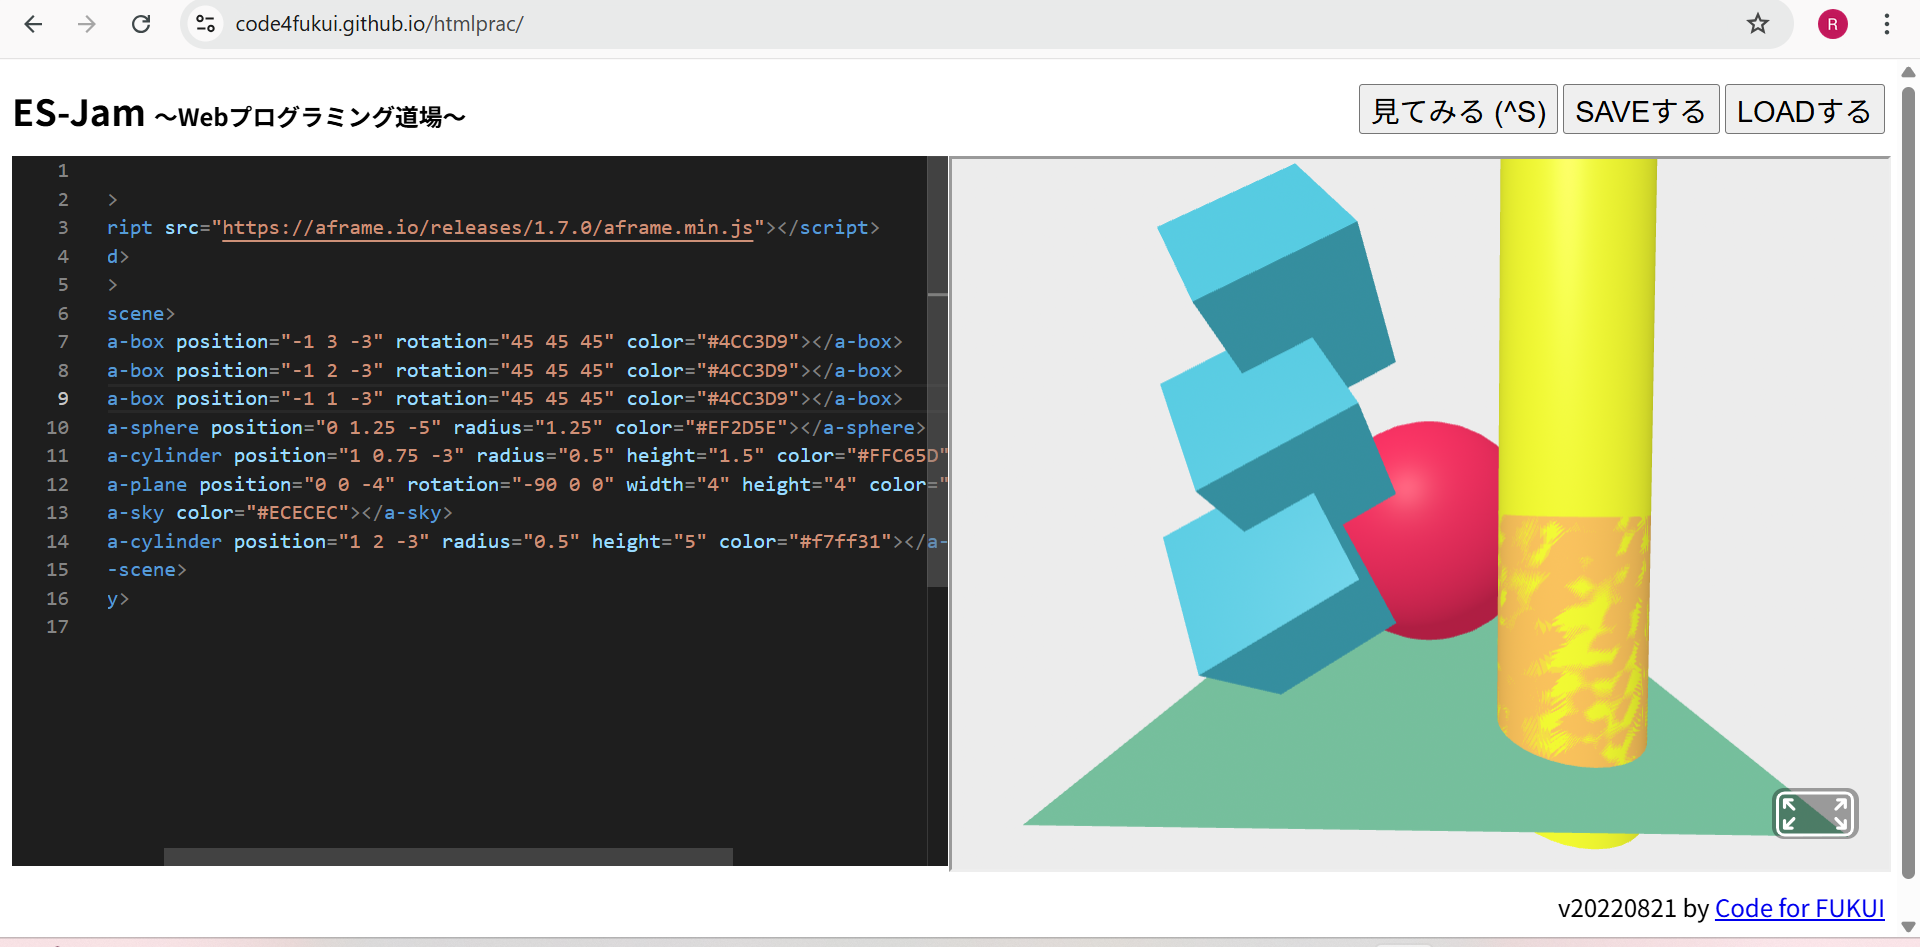 code4fukui.github.io/htmlprac/
R
ES-Jam ～Webプログラミング道場～
見てみる (^S) SAVEする LOADする
1
2 >
3 ript src="https://aframe.io/releases/1.7.0/aframe.min.js"></script>
4 d>
5 >
6 scene>
7 a-box position="-1 3 -3" rotation="45 45 45" color="#4CC3D9"></a-box>
8 a-box position="-1 2 -3" rotation="45 45 45" color="#4CC3D9"></a-box>
9 a-box position="-1 1 -3" rotation="45 45 45" color="#4CC3D9"></a-box>
10 a-sphere position="0 1.25 -5" radius="1.25" color="#EF2D5E"></a-sphere>
11 a-cylinder position="1 0.75 -3" radius="0.5" height="1.5" color="#FFC65D"
12 a-plane position="0 0 -4" rotation="-90 0 0" width="4" height="4" color="
13 a-sky color="#ECECEC"></a-sky>
14 a-cylinder position="1 2 -3" radius="0.5" height="5" color="#f7ff31"></a-
15 -scene>
16 y>
17
v20220821 by Code for FUKUI